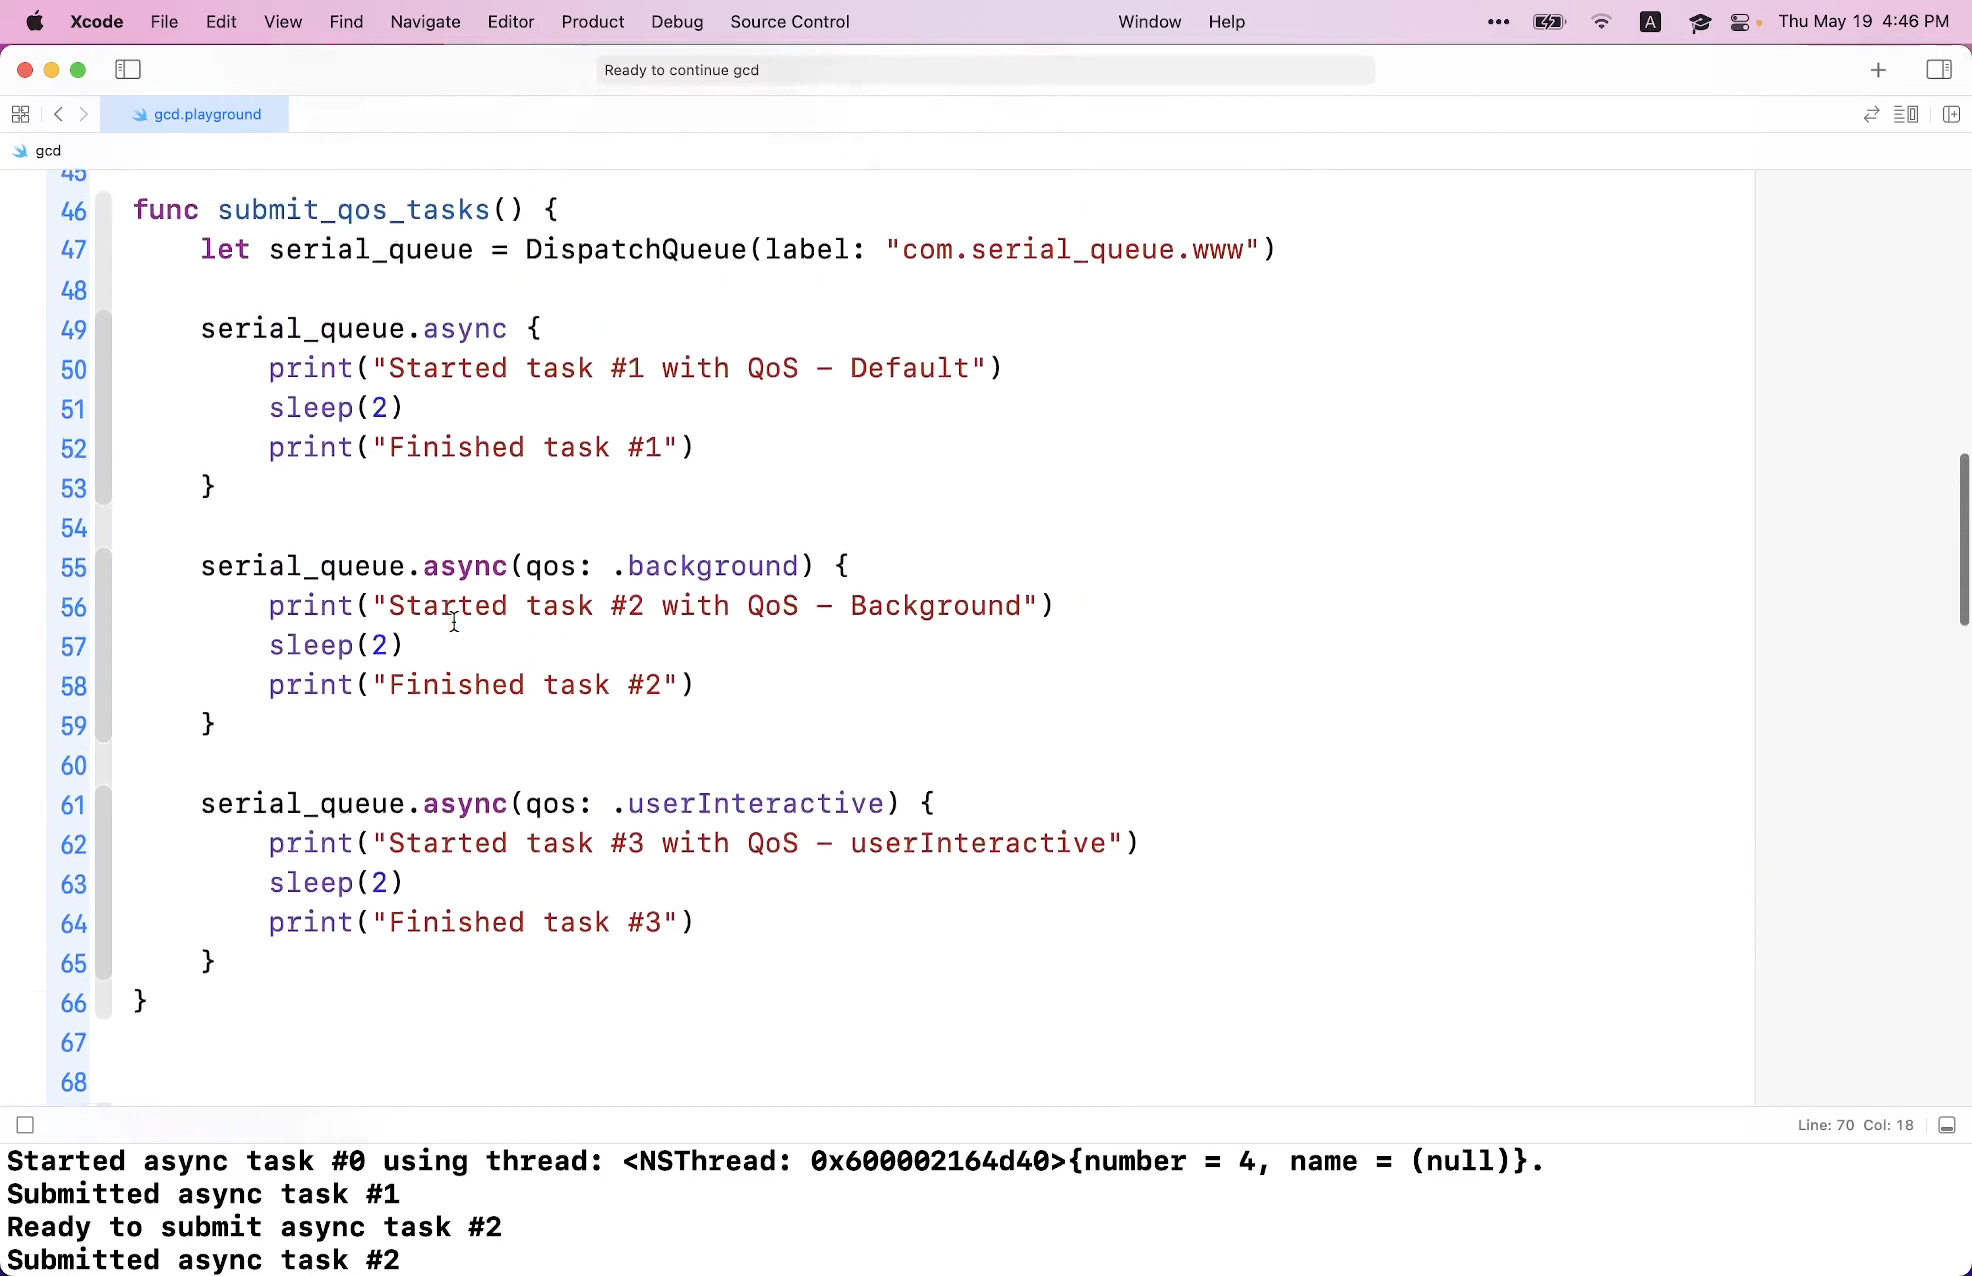 Xcode File Edit View Find Navigate Editor Product Debug Source Control Window Help A Thu May 19 4:46 PM
Ready to continue gcd
gcd.playground
gcd
45
46 func submit_qos_tasks() {
47 let serial_queue = DispatchQueue(label: "com.serial_queue.www")
48
49 serial_queue.async {
50 print("Started task #1 with QoS – Default")
51 sleep(2)
52 print("Finished task #1")
53 }
54
55 serial_queue.async(qos: .background) {
56 print("Started task #2 with QoS – Background")
57 sleep(2)
58 print("Finished task #2")
59 }
60
61 serial_queue.async(qos: .userInteractive) {
62 print("Started task #3 with QoS – userInteractive")
63 sleep(2)
64 print("Finished task #3")
65 }
66 }
67
68
Line: 70 Col: 18
Started async task #0 using thread: <NSThread: 0x600002164d40>{number = 4, name = (null)}.
Submitted async task #1
Ready to submit async task #2
Submitted async task #2